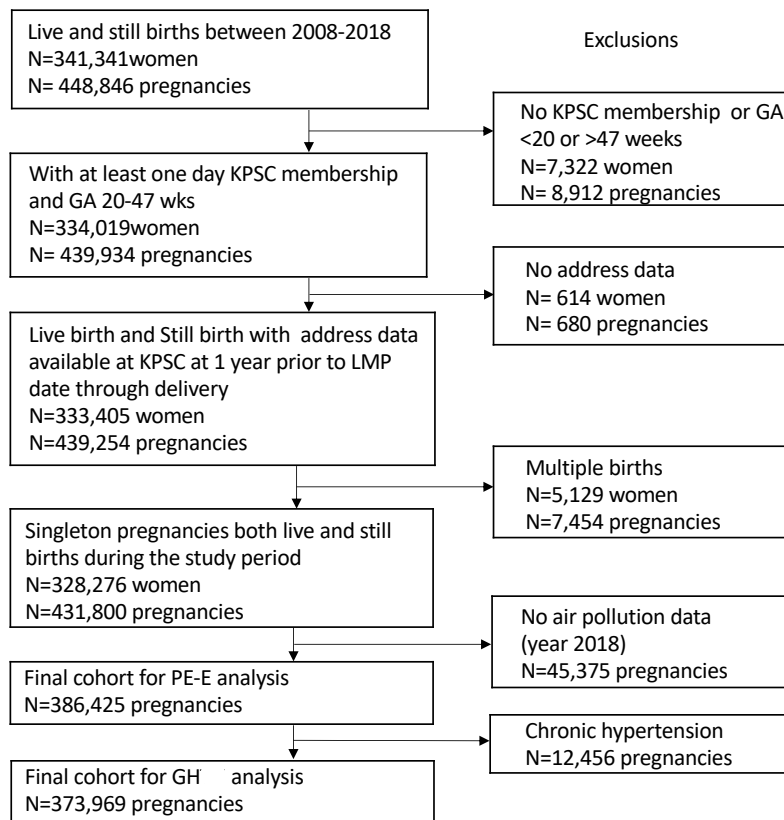 Live and still births between 2008-2018
N=341,341women
N= 448,846 pregnancies
Exclusions
No KPSC membership or GA
<20 or >47 weeks
N=7,322 women
N= 8,912 pregnancies
With at least one day KPSC membership
and GA 20-47 wks
N=334,019women
N= 439,934 pregnancies
No address data
N= 614 women
N= 680 pregnancies
Live birth and Still birth with address data
available at KPSC at 1 year prior to LMP
date through delivery
N=333,405 women
N=439,254 pregnancies
Multiple births
N=5,129 women
N=7,454 pregnancies
Singleton pregnancies both live and still
births during the study period
N=328,276 women
N=431,800 pregnancies
No air pollution data
(year 2018)
N=45,375 pregnancies
Final cohort for PE-E analysis
N=386,425 pregnancies
Chronic hypertension
N=12,456 pregnancies
Final cohort for GH analysis
N=373,969 pregnancies